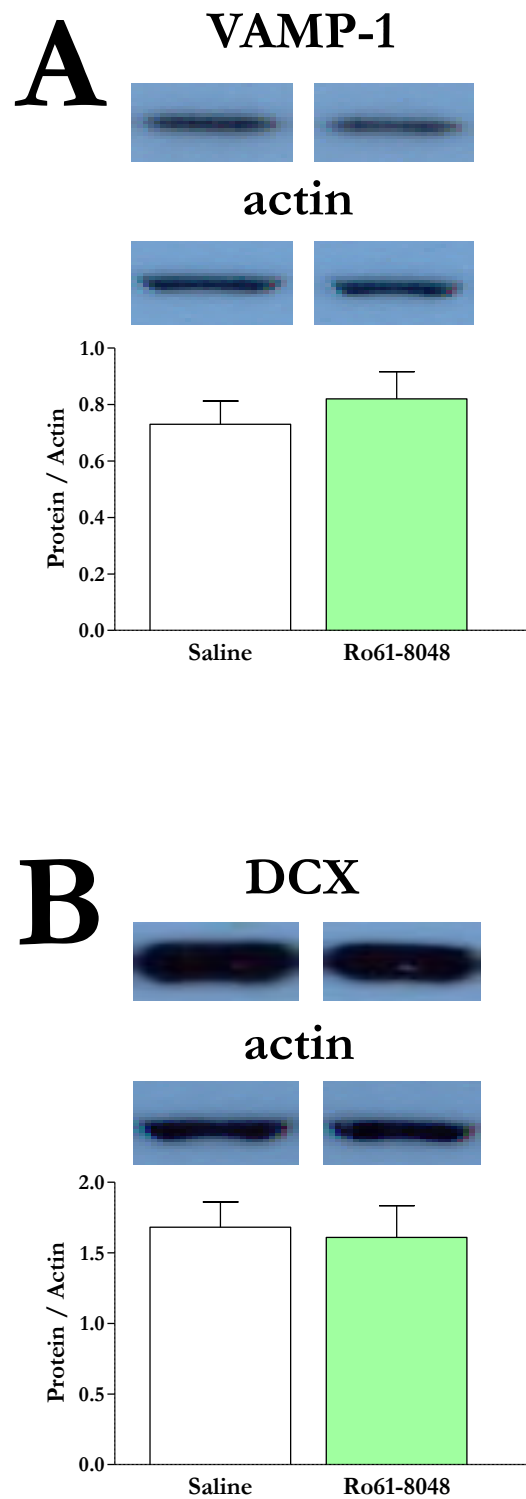 A
VAMP-1
actin
1.0
0.8
0.6
0.4
0.2
0.0
Protein / Actin
Saline Ro61-8048
B
DCX
actin
2.0
1.5
1.0
0.5
0.0
Protein / Actin
Saline Ro61-8048